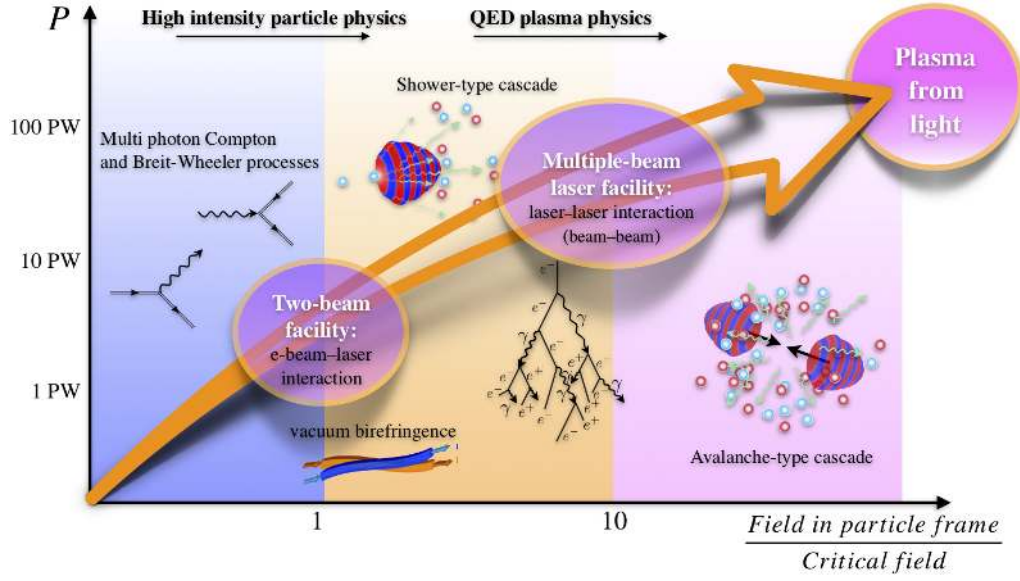 P
High intensity particle physics
QED plasma physics
Plasma
from
light
Shower-type cascade
100 PW
Multi photon Compton
and Breit-Wheeler processes
Multiple-beam
laser facility:
laser–laser interaction
(beam–beam)
10 PW
Two-beam
facility:
e-beam–laser
interaction
e⁻
e⁻
γ
γ
e⁻
e⁻
e⁺
e⁺
γ
e⁻
e⁺
γ
e⁻
e⁺
e⁻
e⁻
e⁺
e⁻
1 PW
vacuum birefringence
Avalanche-type cascade
1
10
Field in particle frame
Critical field